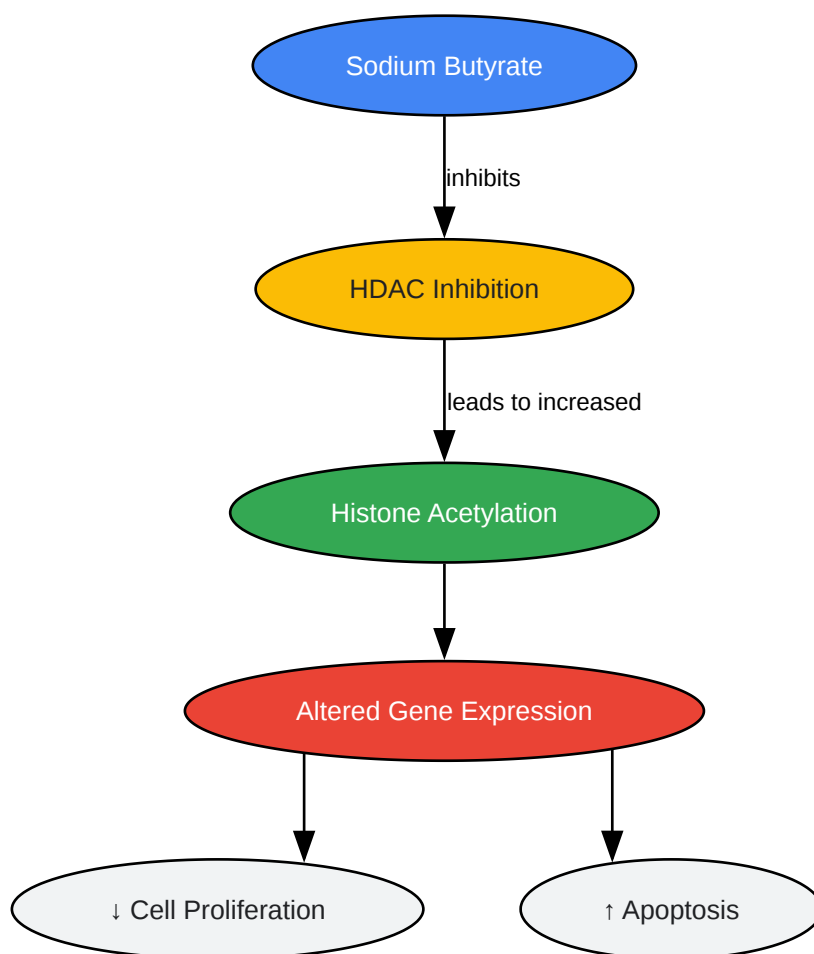 Sodium Butyrate
inhibits
HDAC Inhibition
leads to increased
Histone Acetylation
Altered Gene Expression
↓ Cell Proliferation
↑ Apoptosis